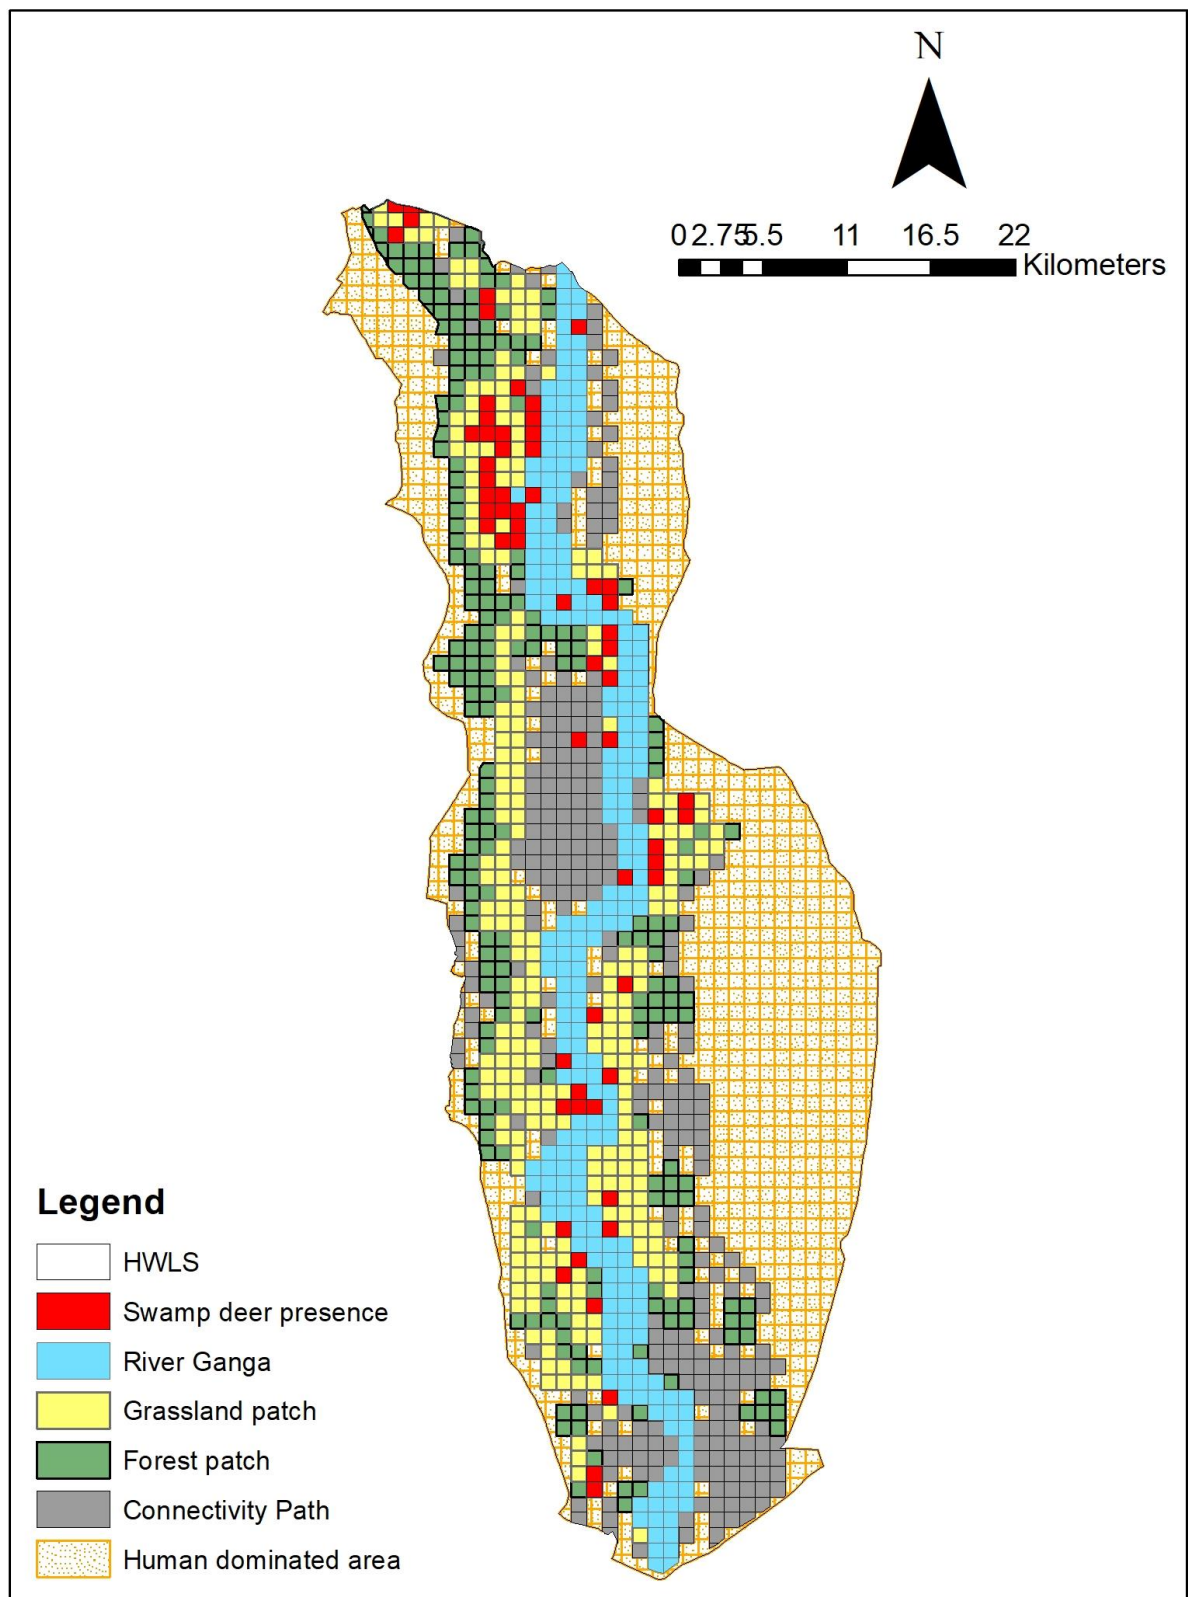 N
0 2.75 5.5 11 16.5 22
Kilometers
Legend
HWLS
Swamp deer presence
River Ganga
Grassland patch
Forest patch
Connectivity Path
Human dominated area